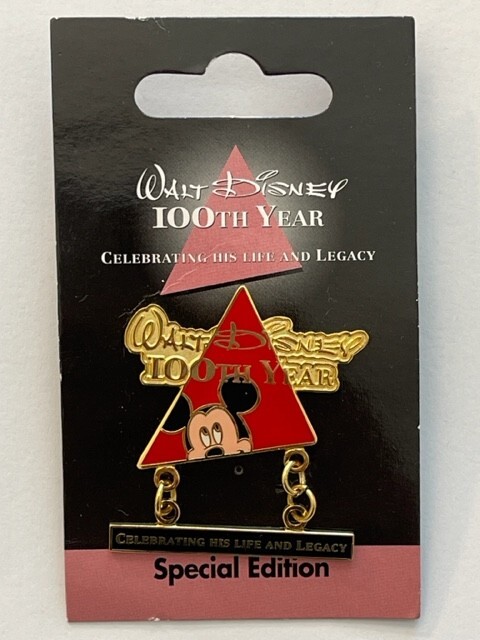 WALT DISNEY
100TH YEAR
CELEBRATING HIS LIFE AND LEGACY
WALT DISNEY
100TH YEAR
CELEBRATING HIS LIFE AND LEGACY
Special Edition